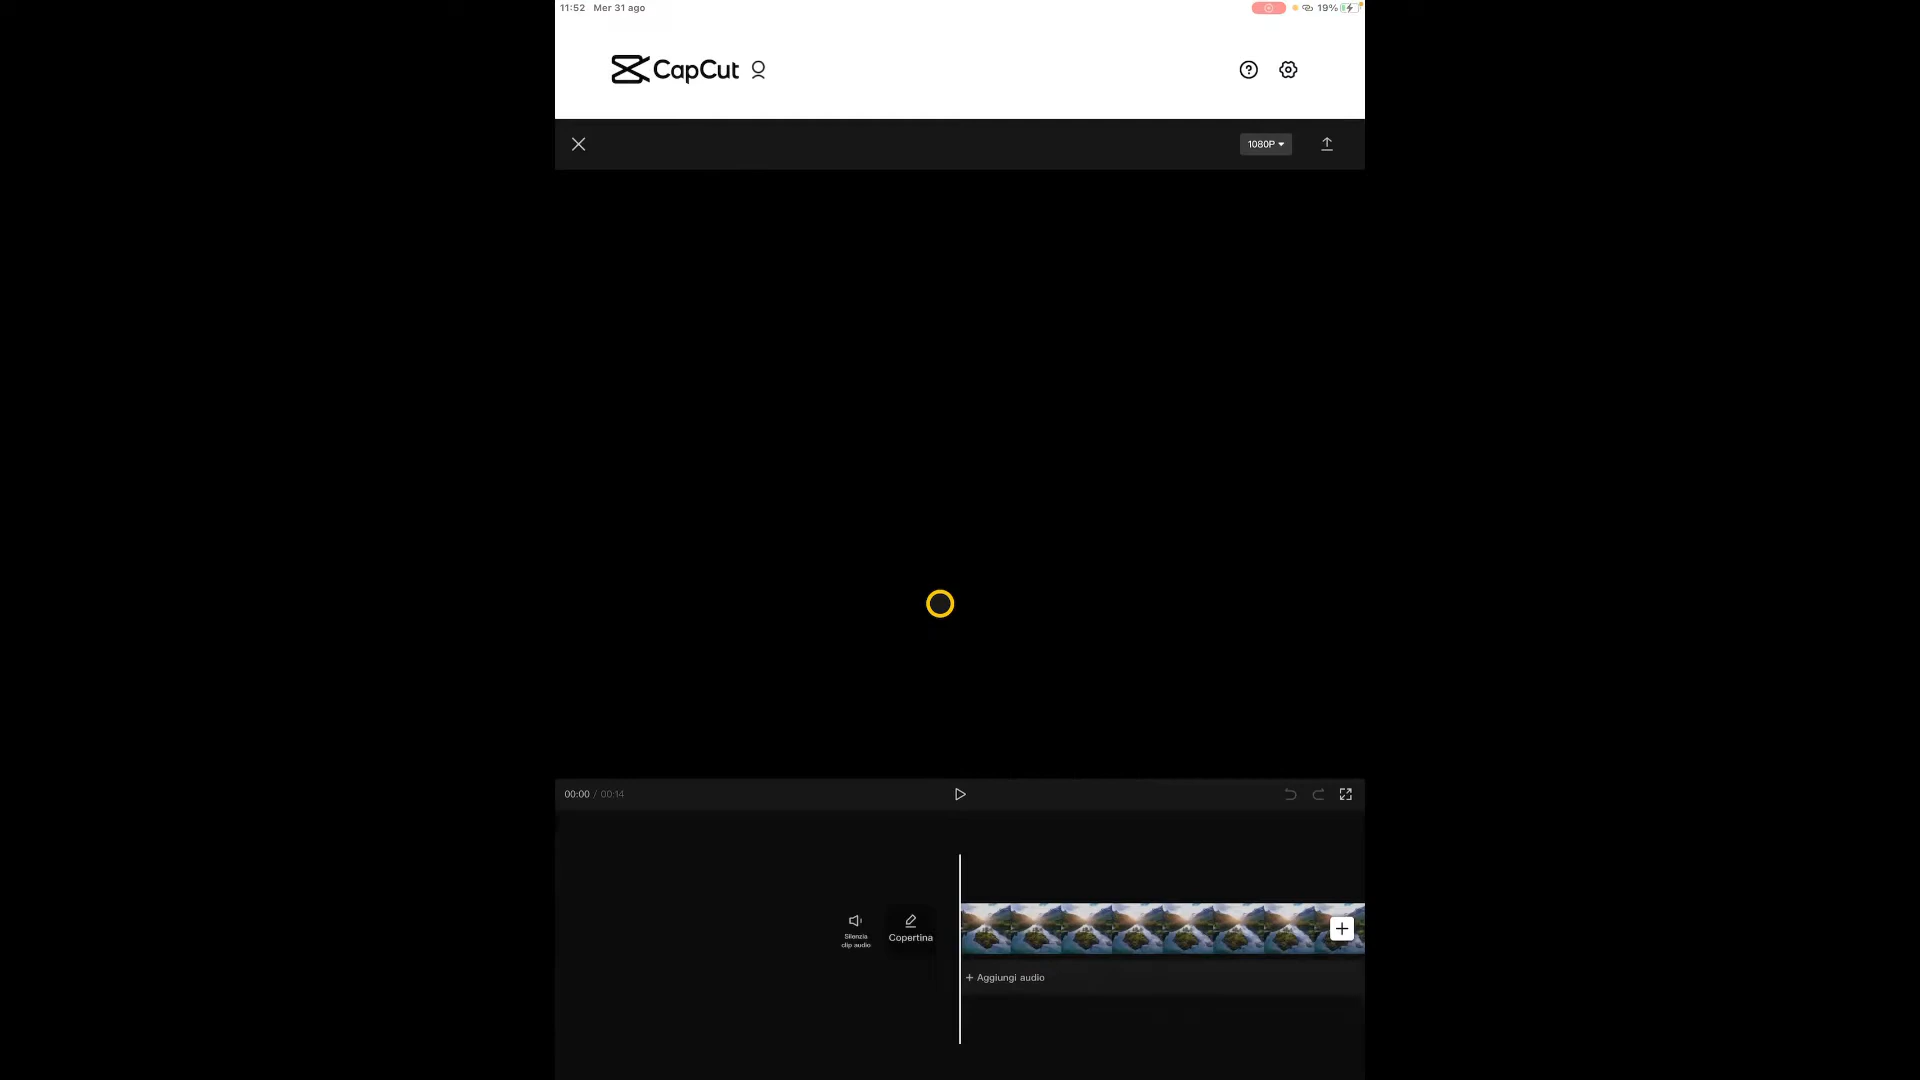 11:52 Mer 31 ago
19%
CapCut
1080P
00:00 / 00:14
Silenzia
clip audio
Copertina
+ Aggiungi audio